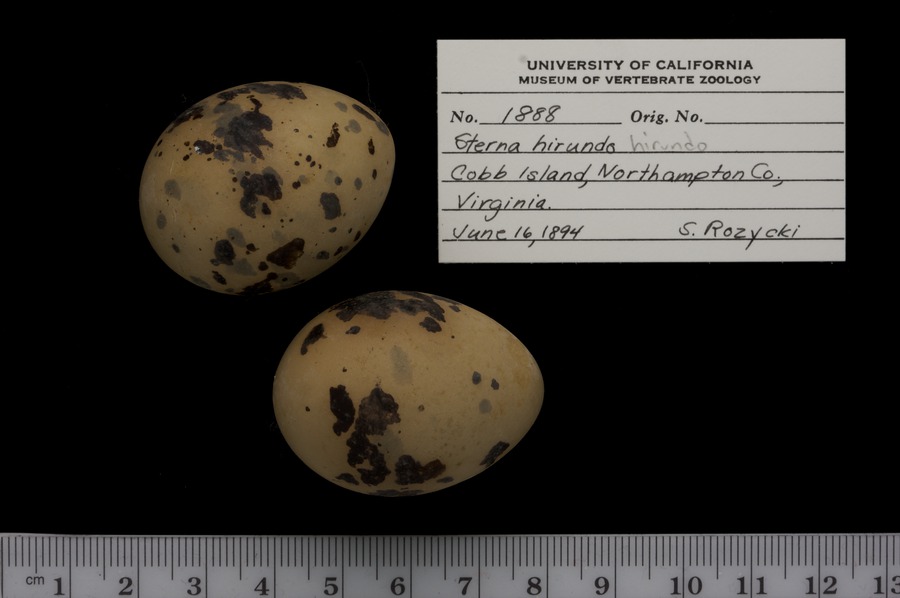 UNIVERSITY OF CALIFORNIA
MUSEUM OF VERTEBRATE ZOOLOGY
No. 1888 Orig. No.
Sterna hirundo hirundo
Cobb Island, Northampton Co.,
Virginia.
June 16, 1894 S. Rozycki
cm 1 2 3 4 5 6 7 8 9 10 11 12 13